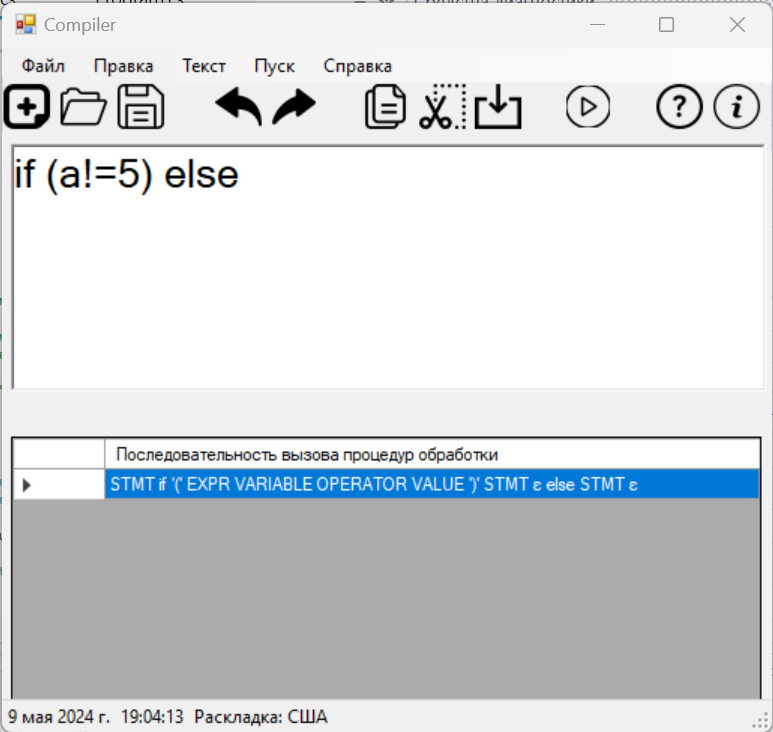 Compiler
Файл Правка Текст Пуск Справка
if (a!=5) else
Последовательность вызова процедур обработки
STMT if '(' EXPR VARIABLE OPERATOR VALUE ')' STMT ε else STMT ε
9 мая 2024 г. 19:04:13 Раскладка: США